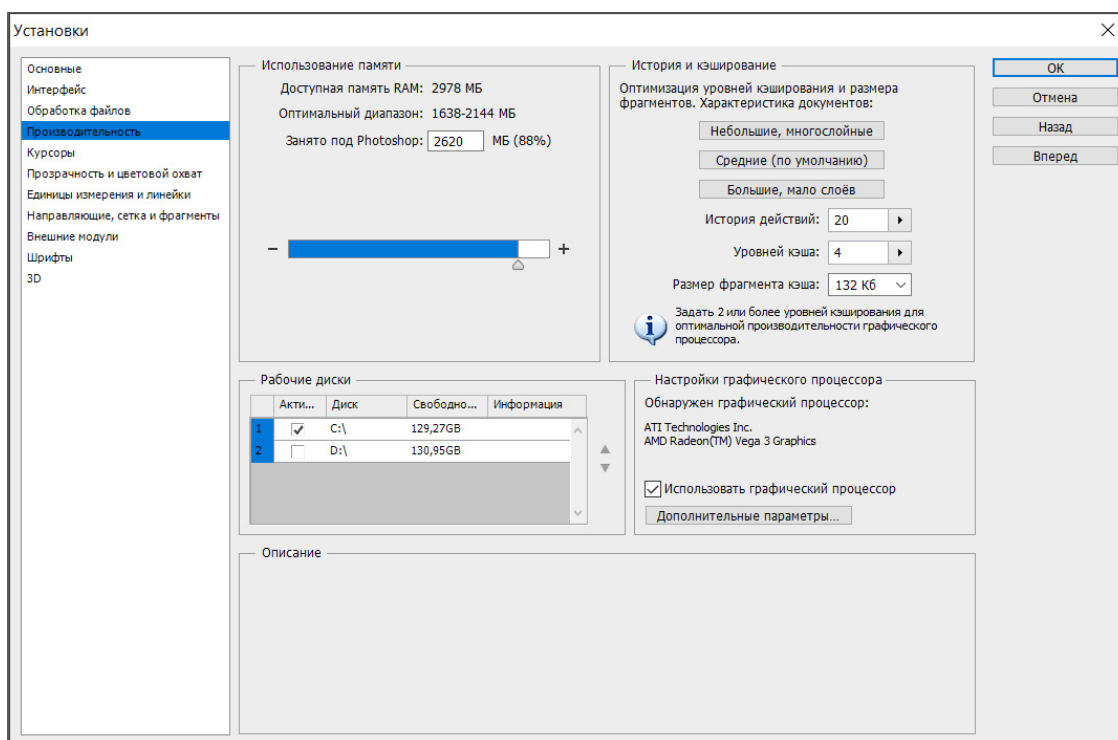 Установки
Основные
Интерфейс
Обработка файлов
Производительность
Курсоры
Прозрачность и цветовой охват
Единицы измерения и линейки
Направляющие, сетка и фрагменты
Внешние модули
Шрифты
3D
Использование памяти
Доступная память RAM: 2978 МБ
Оптимальный диапазон: 1638-2144 МБ
Занято под Photoshop: 2620 МБ (88%)
История и кэширование
Оптимизация уровней кэширования и размера
фрагментов. Характеристика документов:
Небольшие, многослойные
Средние (по умолчанию)
Большие, мало слоёв
История действий: 20
Уровней кэша: 4
Размер фрагмента кэша: 132 Кб
Задать 2 или более уровней кэширования для
оптимальной производительности графического
процессора.
OK
Отмена
Назад
Вперед
Рабочие диски
Акти... Диск Свободно... Информация
1 C:\ 129,27GB
2 D:\ 130,95GB
Настройки графического процессора
Обнаружен графический процессор:
ATI Technologies Inc.
AMD Radeon(TM) Vega 3 Graphics
Использовать графический процессор
Дополнительные параметры...
Описание